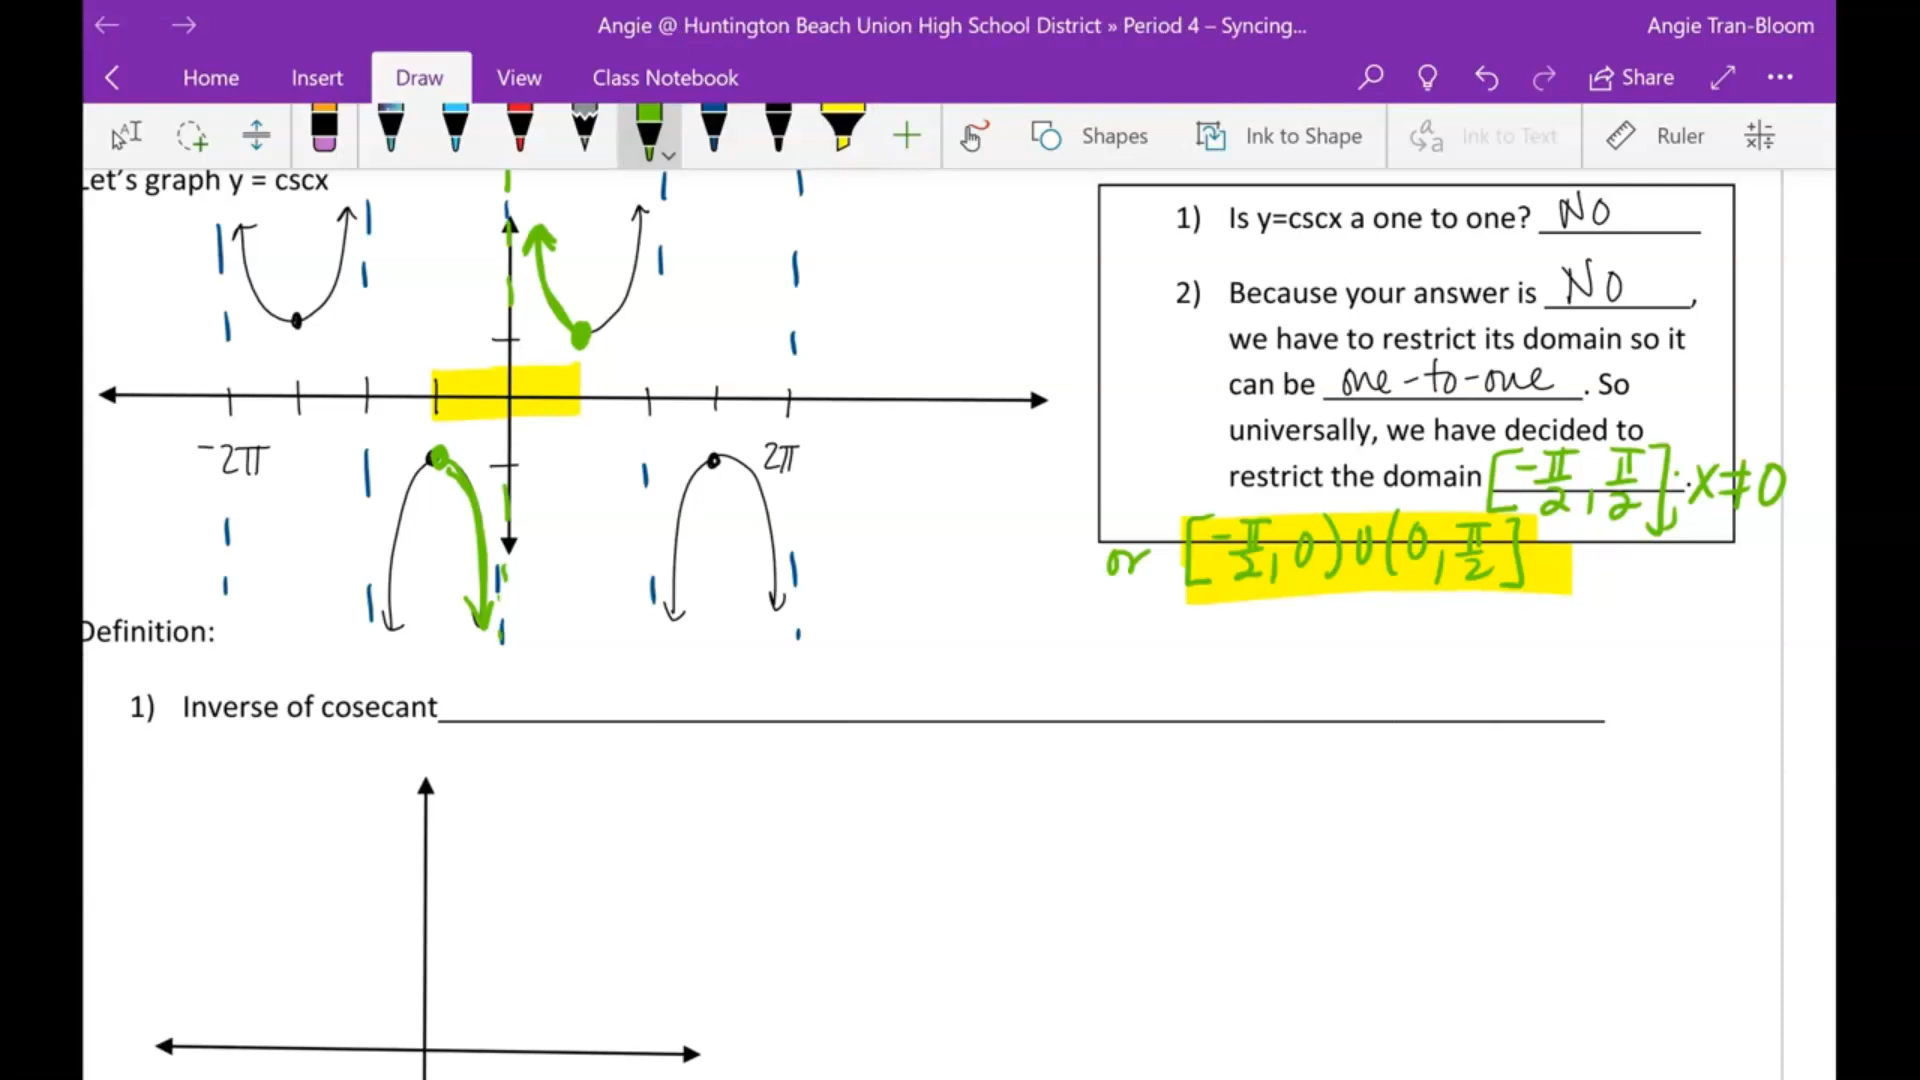 Angie @ Huntington Beach Union High School District » Period 4 – Syncing...
Angie Tran-Bloom
Home Insert Draw View Class Notebook Share
Shapes Ink to Shape Ink to Text Ruler
Let's graph y = cscx
-2π
2π
1) Is y=cscx a one to one? NO
2) Because your answer is NO,
we have to restrict its domain so it
can be one-to-one. So
universally, we have decided to
restrict the domain [-π/2, π/2]; x≠0.
or [-π/2, 0) ∪ (0, π/2]
Definition:
1) Inverse of cosecant